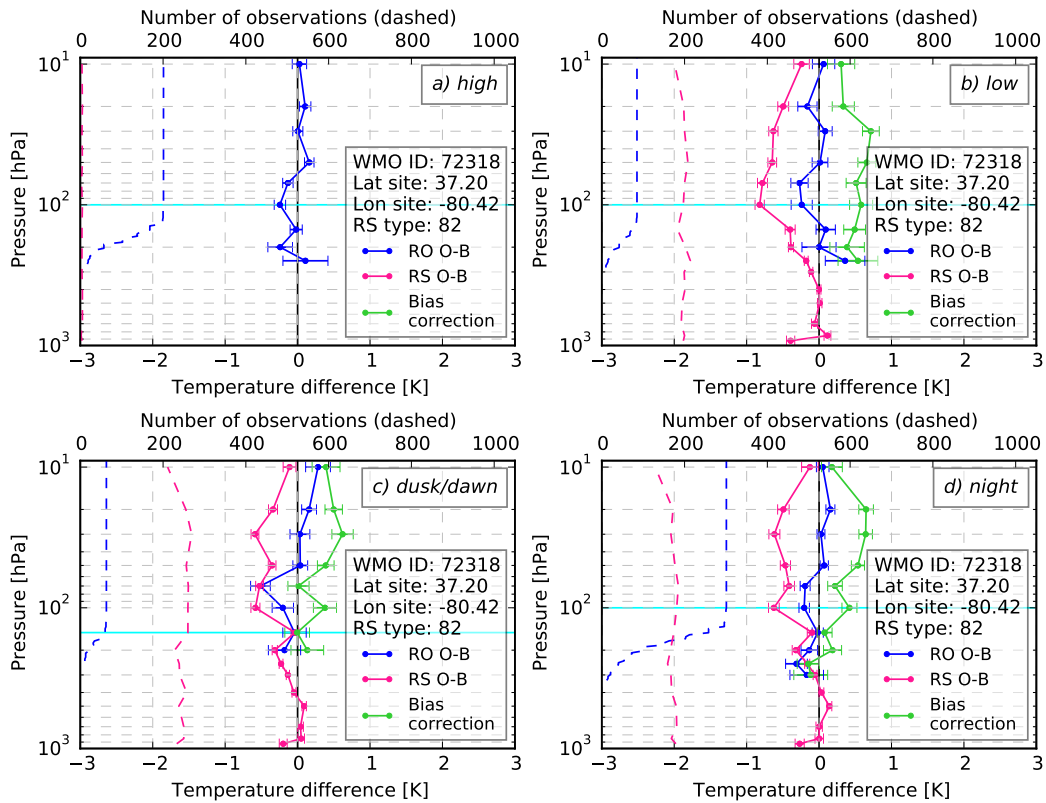 Number of observations (dashed)
0 200 400 600 800 1000
10¹
10²
10³
Pressure [hPa]
a) high
WMO ID: 72318
Lat site: 37.20
Lon site: -80.42
RS type: 82
RO O-B
RS O-B
Bias
correction
−3 −2 −1 0 1 2 3
Temperature difference [K]
Number of observations (dashed)
0 200 400 600 800 1000
10¹
10²
10³
Pressure [hPa]
b) low
WMO ID: 72318
Lat site: 37.20
Lon site: -80.42
RS type: 82
RO O-B
RS O-B
Bias
correction
−3 −2 −1 0 1 2 3
Temperature difference [K]
Number of observations (dashed)
0 200 400 600 800 1000
10¹
10²
10³
Pressure [hPa]
c) dusk/dawn
WMO ID: 72318
Lat site: 37.20
Lon site: -80.42
RS type: 82
RO O-B
RS O-B
Bias
correction
−3 −2 −1 0 1 2 3
Temperature difference [K]
Number of observations (dashed)
0 200 400 600 800 1000
10¹
10²
10³
Pressure [hPa]
d) night
WMO ID: 72318
Lat site: 37.20
Lon site: -80.42
RS type: 82
RO O-B
RS O-B
Bias
correction
−3 −2 −1 0 1 2 3
Temperature difference [K]